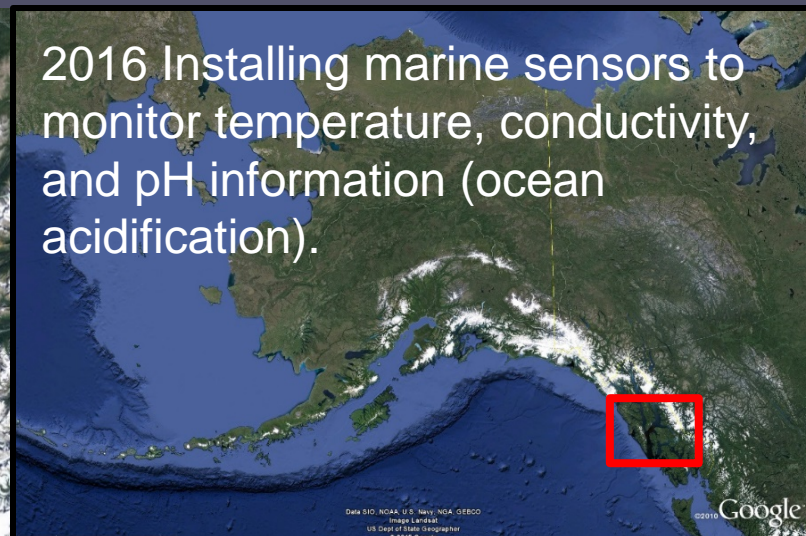 2016 Installing marine sensors to
monitor temperature, conductivity,
and pH information (ocean
acidification).
Data SIO, NOAA, U.S. Navy, NGA, GEBCO
Image Landsat
US Dept of State Geographer
©2010 Google